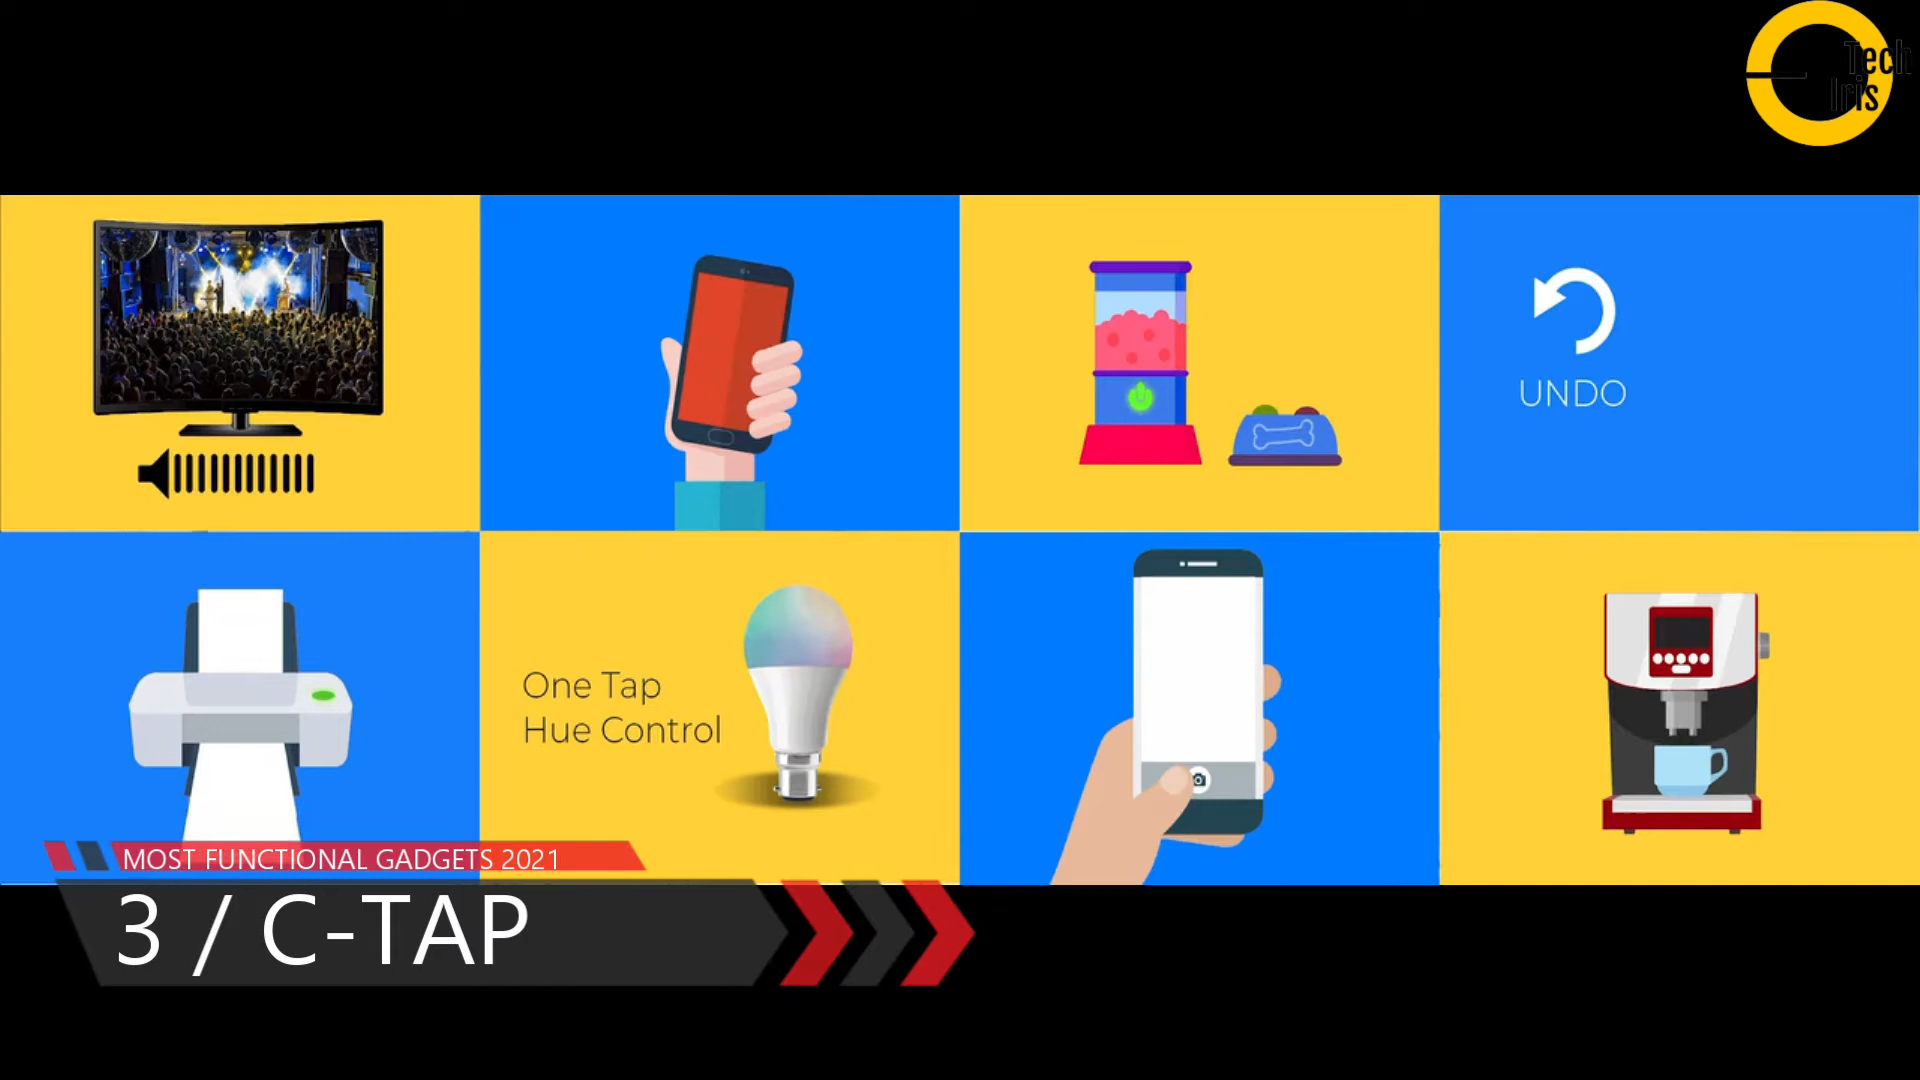 Tech
Iris
UNDO
One Tap
Hue Control
MOST FUNCTIONAL GADGETS 2021
3 / C-TAP